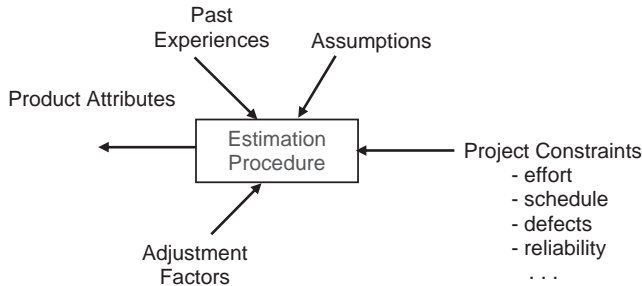 Past
Experiences
Assumptions
Product Attributes
Estimation
Procedure
Project Constraints
- effort
- schedule
- defects
- reliability
. . .
Adjustment
Factors